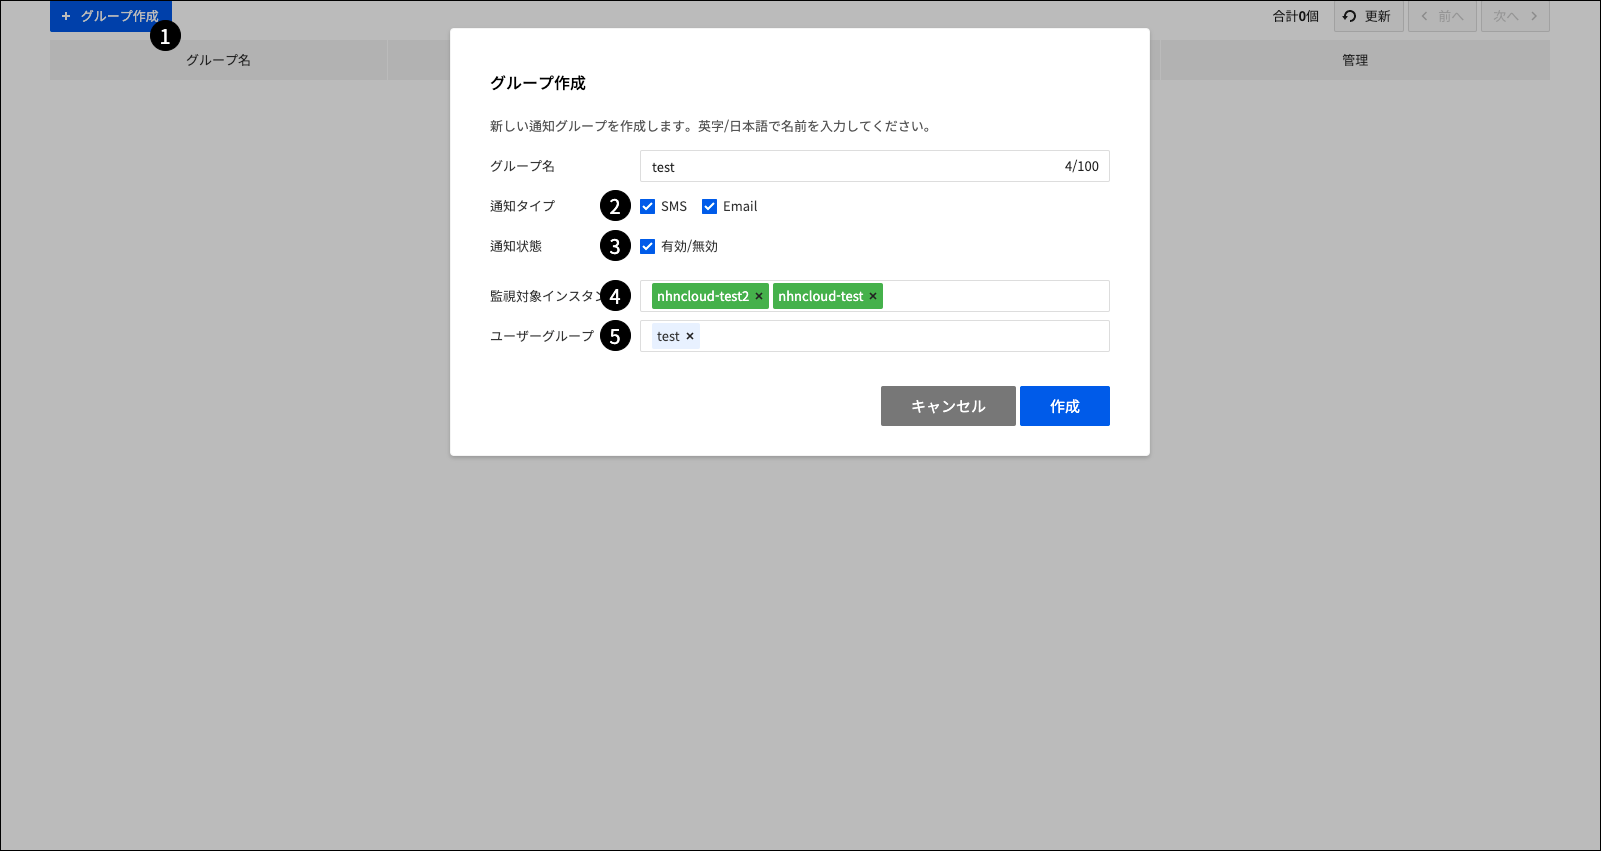 + グループ作成
1
合計0個
更新
前へ
次へ
グループ名
管理
グループ作成
新しい通知グループを作成します。英字/日本語で名前を入力してください。
グループ名
test
4/100
通知タイプ
2
SMS
Email
通知状態
3
有効/無効
監視対象インスタン
4
nhncloud-test2 ×
nhncloud-test ×
ユーザーグループ
5
test ×
キャンセル
作成